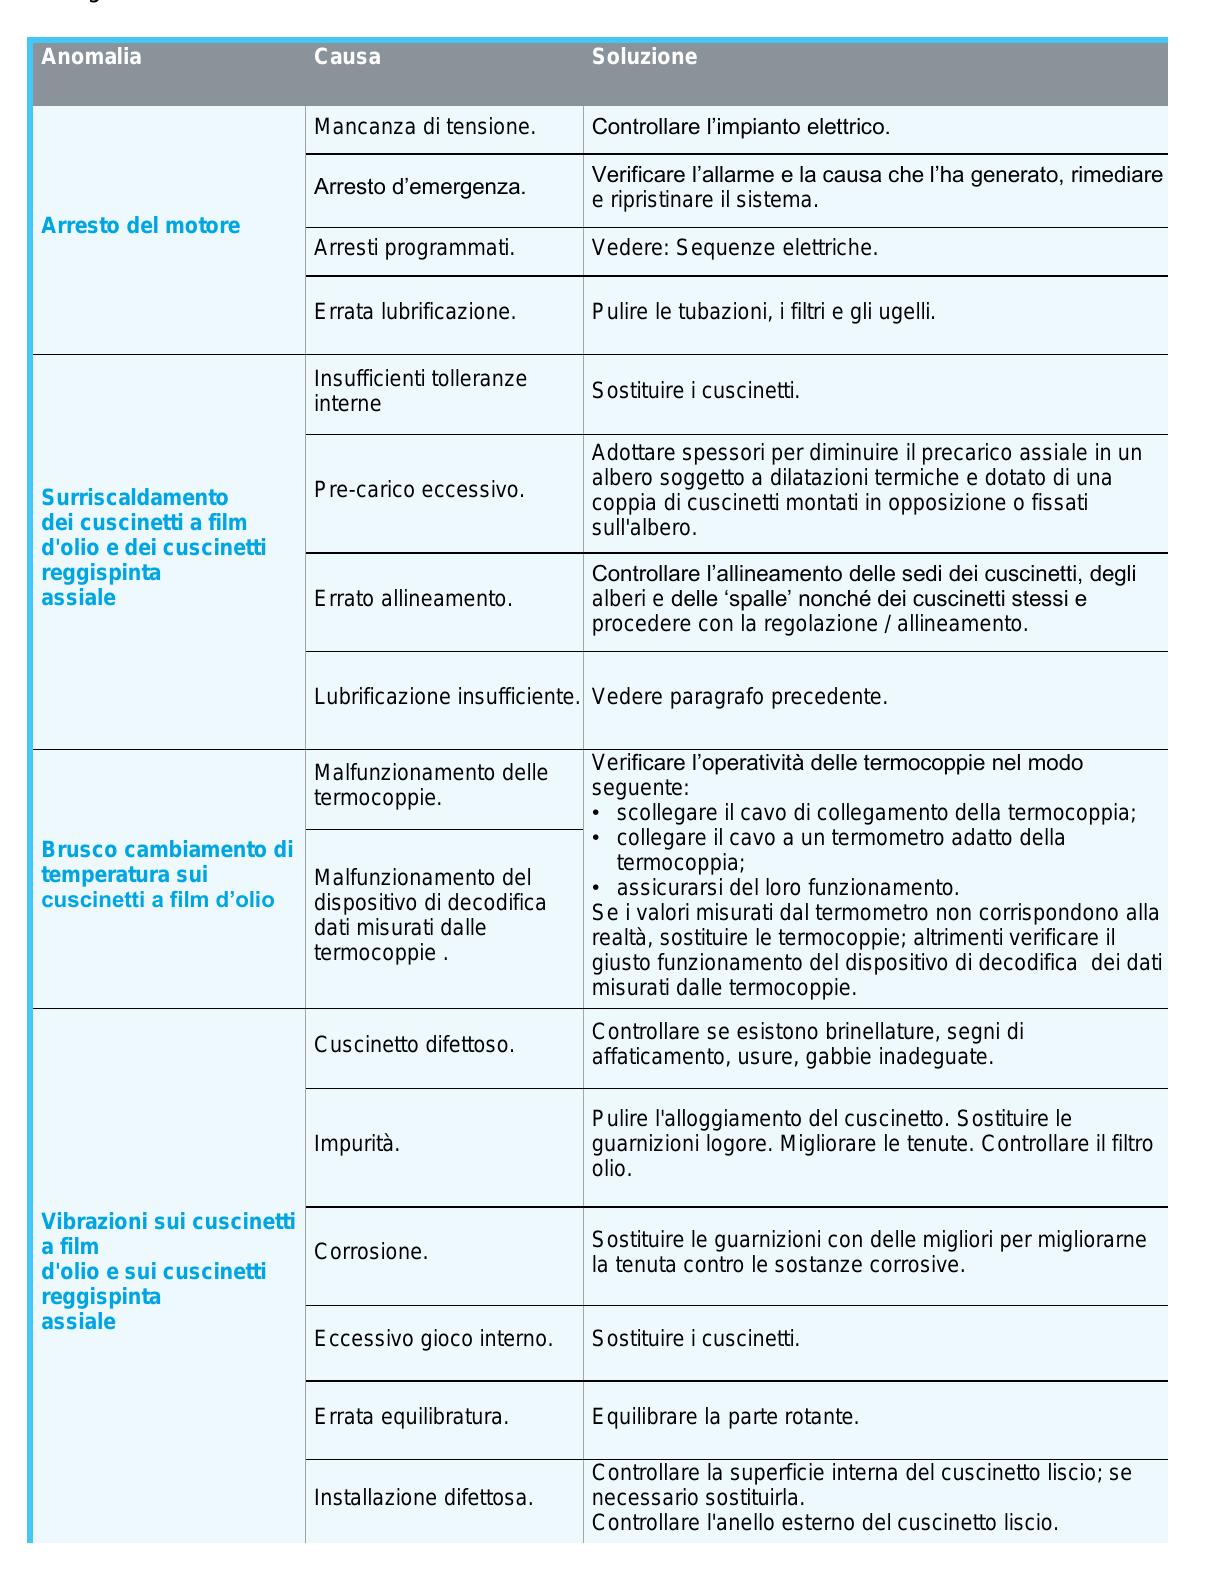 Anomalia Causa Soluzione
Arresto del motore
Mancanza di tensione.
Controllare l’impianto elettrico.
Arresto d’emergenza.
Verificare l’allarme e la causa che l’ha generato, rimediare
e ripristinare il sistema.
Arresti programmati.
Vedere: Sequenze elettriche.
Errata lubrificazione.
Pulire le tubazioni, i filtri e gli ugelli.
Surriscaldamento
dei cuscinetti a film
d'olio e dei cuscinetti
reggispinta
assiale
Insufficienti tolleranze
interne
Sostituire i cuscinetti.
Pre-carico eccessivo.
Adottare spessori per diminuire il precarico assiale in un
albero soggetto a dilatazioni termiche e dotato di una
coppia di cuscinetti montati in opposizione o fissati
sull'albero.
Errato allineamento.
Controllare l’allineamento delle sedi dei cuscinetti, degli
alberi e delle ‘spalle’ nonché dei cuscinetti stessi e
procedere con la regolazione / allineamento.
Lubrificazione insufficiente.
Vedere paragrafo precedente.
Brusco cambiamento di
temperatura sui
cuscinetti a film d’olio
Malfunzionamento delle
termocoppie.
Malfunzionamento del
dispositivo di decodifica
dati misurati dalle
termocoppie .
Verificare l’operatività delle termocoppie nel modo
seguente:
• scollegare il cavo di collegamento della termocoppia;
• collegare il cavo a un termometro adatto della
termocoppia;
• assicurarsi del loro funzionamento.
Se i valori misurati dal termometro non corrispondono alla
realtà, sostituire le termocoppie; altrimenti verificare il
giusto funzionamento del dispositivo di decodifica dei dati
misurati dalle termocoppie.
Vibrazioni sui cuscinetti
a film
d'olio e sui cuscinetti
reggispinta
assiale
Cuscinetto difettoso.
Controllare se esistono brinellature, segni di
affaticamento, usure, gabbie inadeguate.
Impurità.
Pulire l'alloggiamento del cuscinetto. Sostituire le
guarnizioni logore. Migliorare le tenute. Controllare il filtro
olio.
Corrosione.
Sostituire le guarnizioni con delle migliori per migliorarne
la tenuta contro le sostanze corrosive.
Eccessivo gioco interno.
Sostituire i cuscinetti.
Errata equilibratura.
Equilibrare la parte rotante.
Installazione difettosa.
Controllare la superficie interna del cuscinetto liscio; se
necessario sostituirla.
Controllare l'anello esterno del cuscinetto liscio.